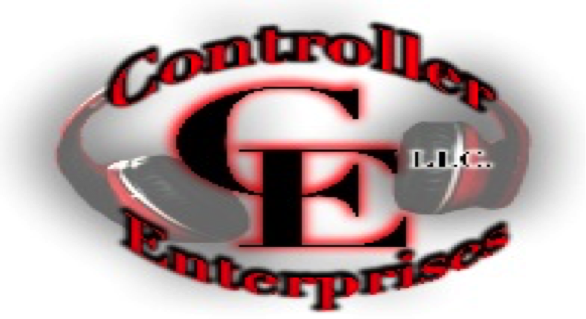 Controller
CE
L.L.C.
Enterprises